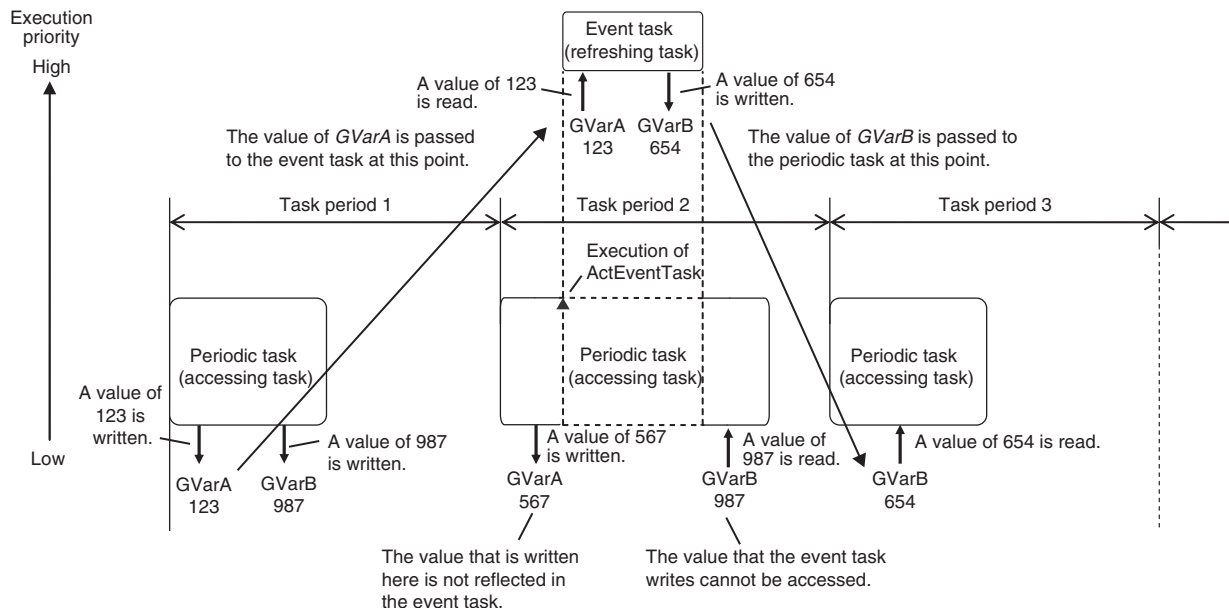 Execution
priority
High
Low
Event task
(refreshing task)
A value of 123
is read.
A value of 654
is written.
GVarA
123
GVarB
654
The value of GVarA is passed
to the event task at this point.
The value of GVarB is passed to
the periodic task at this point.
Task period 1
Task period 2
Task period 3
Execution of
ActEventTask
Periodic task
(accessing task)
Periodic task
(accessing task)
Periodic task
(accessing task)
A value of
123 is
written.
A value of 987
is written.
A value of 567
is written.
A value of
987 is read.
A value of 654 is read.
GVarA
123
GVarB
987
GVarA
567
GVarB
987
GVarB
654
The value that is written
here is not reflected in
the event task.
The value that the event task
writes cannot be accessed.